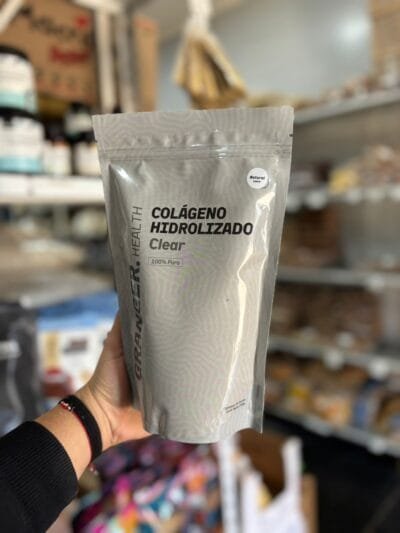 Natural
COLÁGENO
HIDROLIZADO
Clear
100% Puro
GRANGER. HEALTH